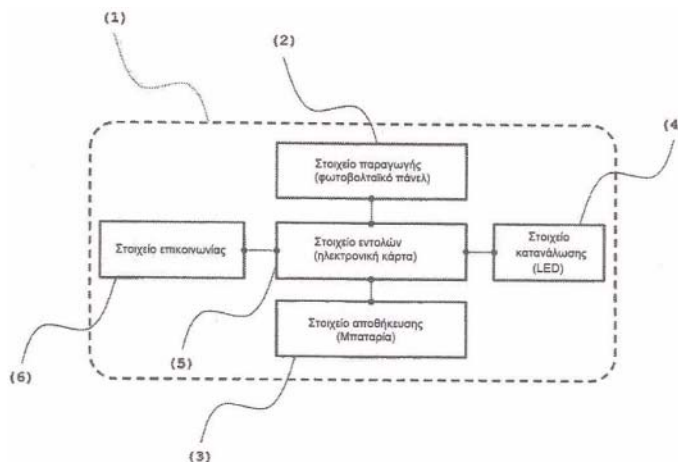 (1)
(2)
(4)
Στοιχείο παραγωγής
(φωτοβολταϊκό πάνελ)
Στοιχείο επικοινωνίας
Στοιχείο εντολών
(ηλεκτρονική κάρτα)
Στοιχείο
κατανάλωσης
(LED)
Στοιχείο αποθήκευσης
(Μπαταρία)
(5)
(6)
(3)